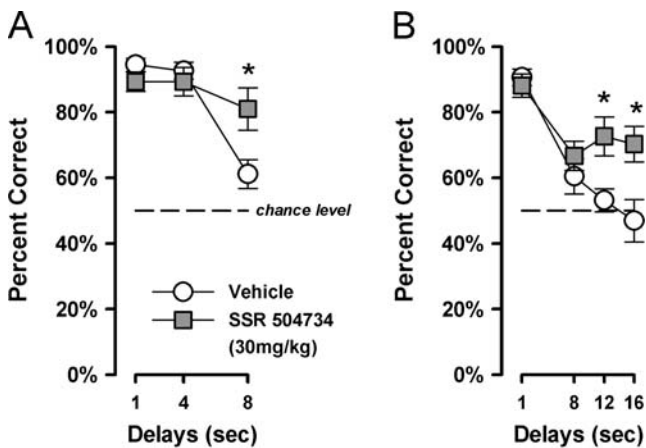 A
Percent Correct
100%
80%
60%
40%
20%
0%
*
chance level
Vehicle
SSR 504734
(30mg/kg)
1 4 8
Delays (sec)
B
Percent Correct
100%
80%
60%
40%
20%
0%
* *
1 8 12 16
Delays (sec)